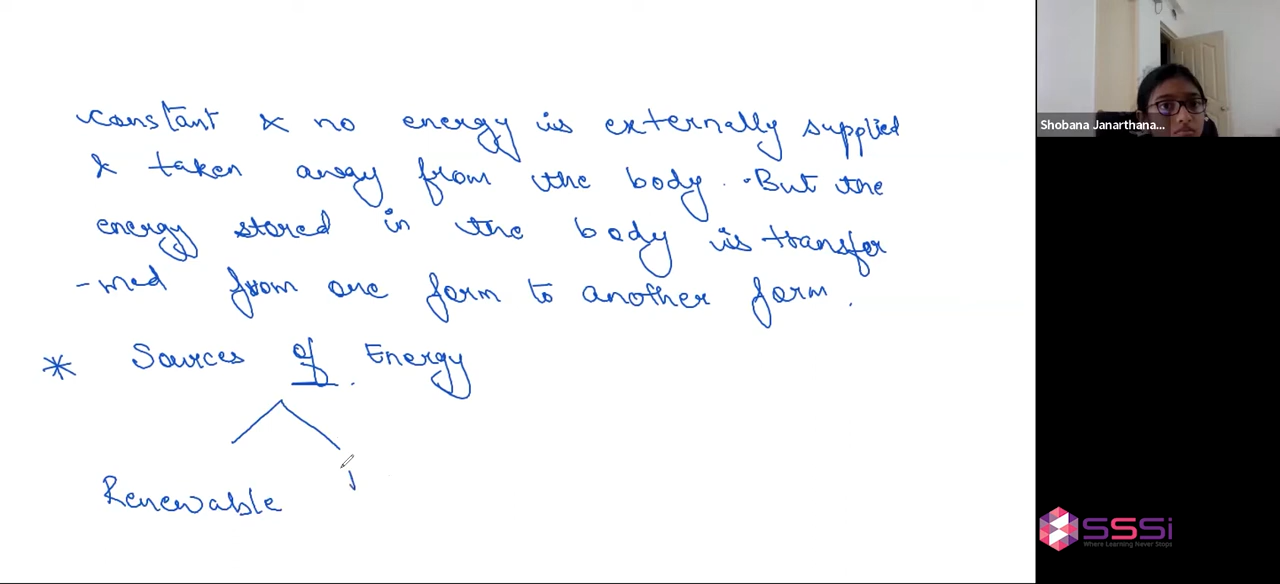 constant & no energy is externally supplied
& taken away from the body. But the
energy stored in the body is transfor
-med from one form to another form.
* Sources of Energy
Renewable
Shobana Janarthana...
SSSi
Where Learning Never Stops